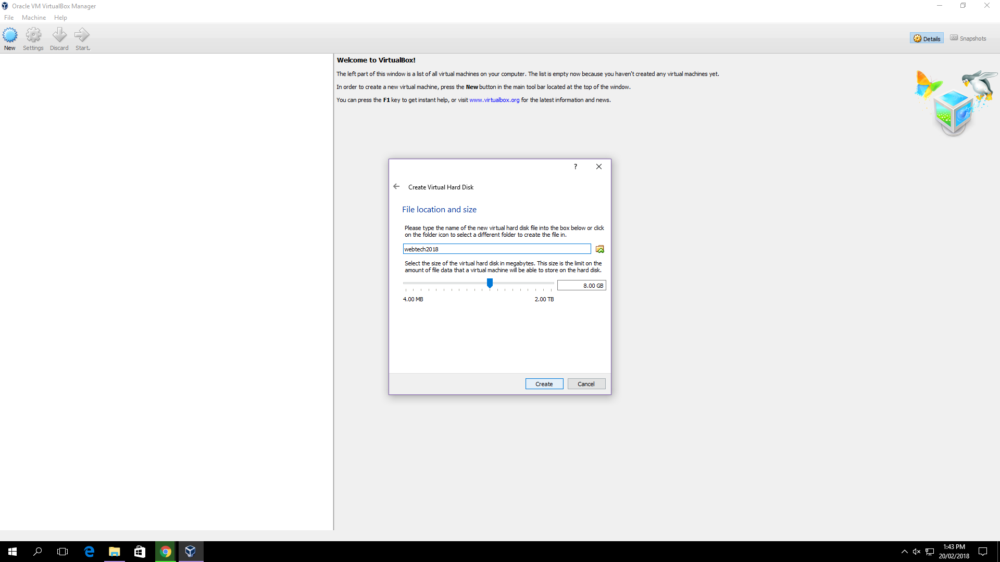 Oracle VM VirtualBox Manager
File Machine Help
New Settings Discard Start
Details Snapshots
Welcome to VirtualBox!
The left part of this window is a list of all virtual machines on your computer. The list is empty now because you haven't created any virtual machines yet.
In order to create a new virtual machine, press the New button in the main tool bar located at the top of the window.
You can press the F1 key to get instant help, or visit www.virtualbox.org for the latest information and news.
?
Create Virtual Hard Disk
File location and size
Please type the name of the new virtual hard disk file into the box below or click
on the folder icon to select a different folder to create the file in.
webtech2018
Select the size of the virtual hard disk in megabytes. This size is the limit on the
amount of file data that a virtual machine will be able to store on the hard disk.
8.00 GB
4.00 MB 2.00 TB
Create Cancel
1:43 PM
20/02/2018